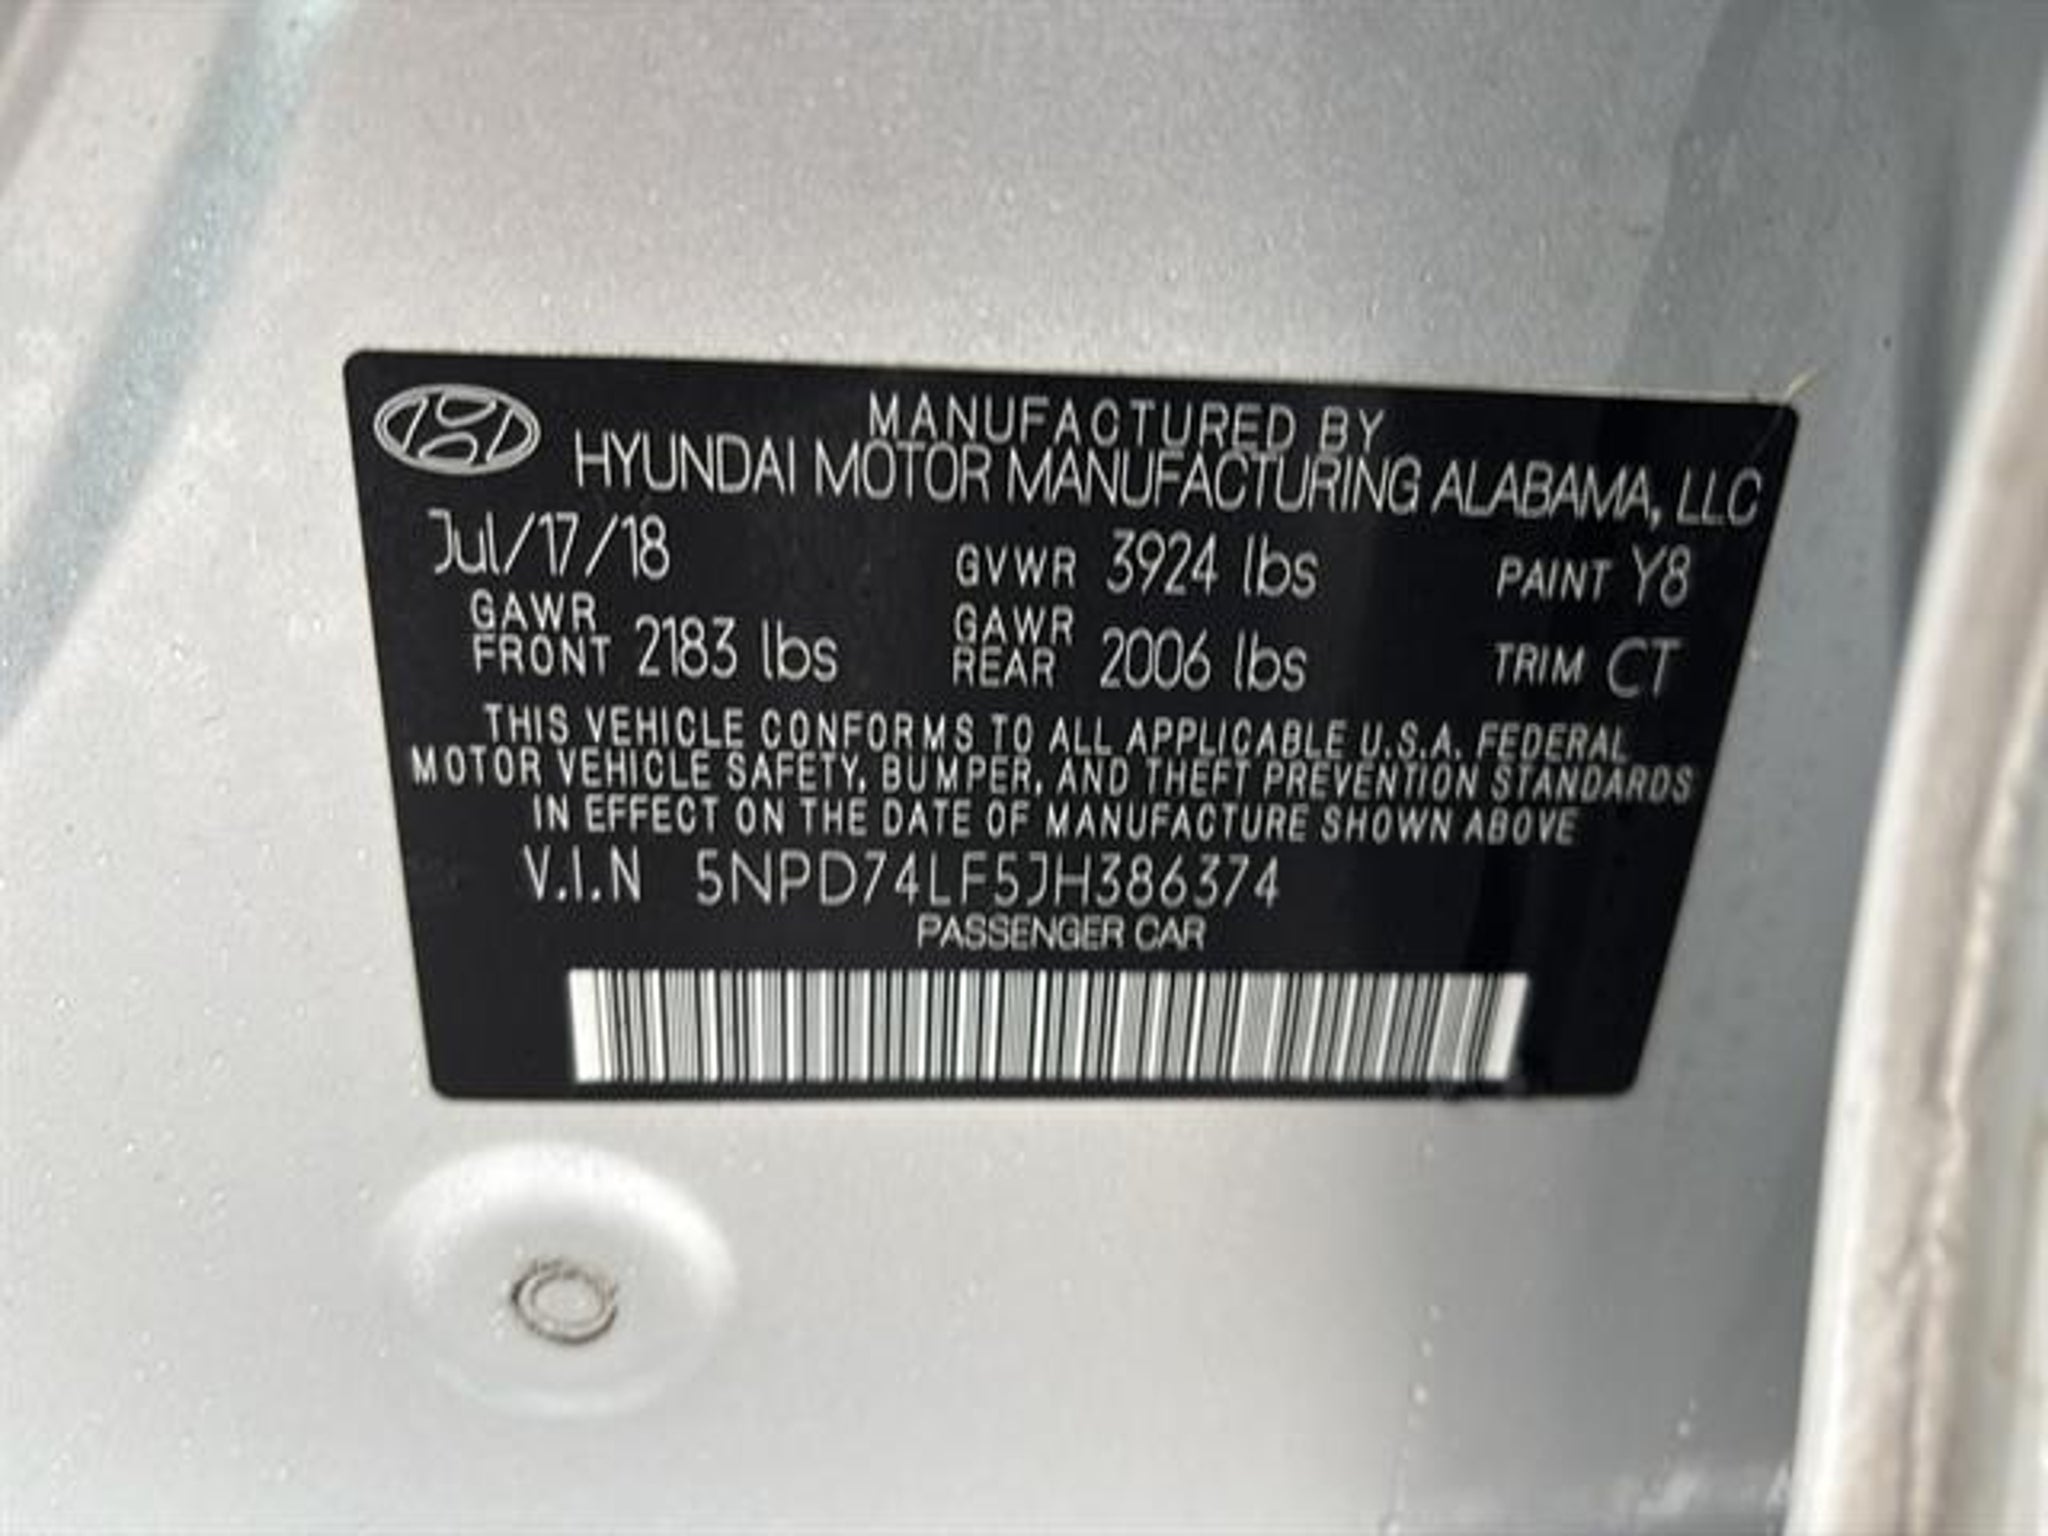 MANUFACTURED BY
HYUNDAI MOTOR MANUFACTURING ALABAMA, LLC
Jul/17/18 GVWR 3924 lbs PAINT Y8
GAWR FRONT 2183 lbs GAWR REAR 2006 lbs TRIM CT
THIS VEHICLE CONFORMS TO ALL APPLICABLE U.S.A. FEDERAL
MOTOR VEHICLE SAFETY, BUMPER, AND THEFT PREVENTION STANDARDS
IN EFFECT ON THE DATE OF MANUFACTURE SHOWN ABOVE
V.I.N 5NPD74LF5JH386374
PASSENGER CAR